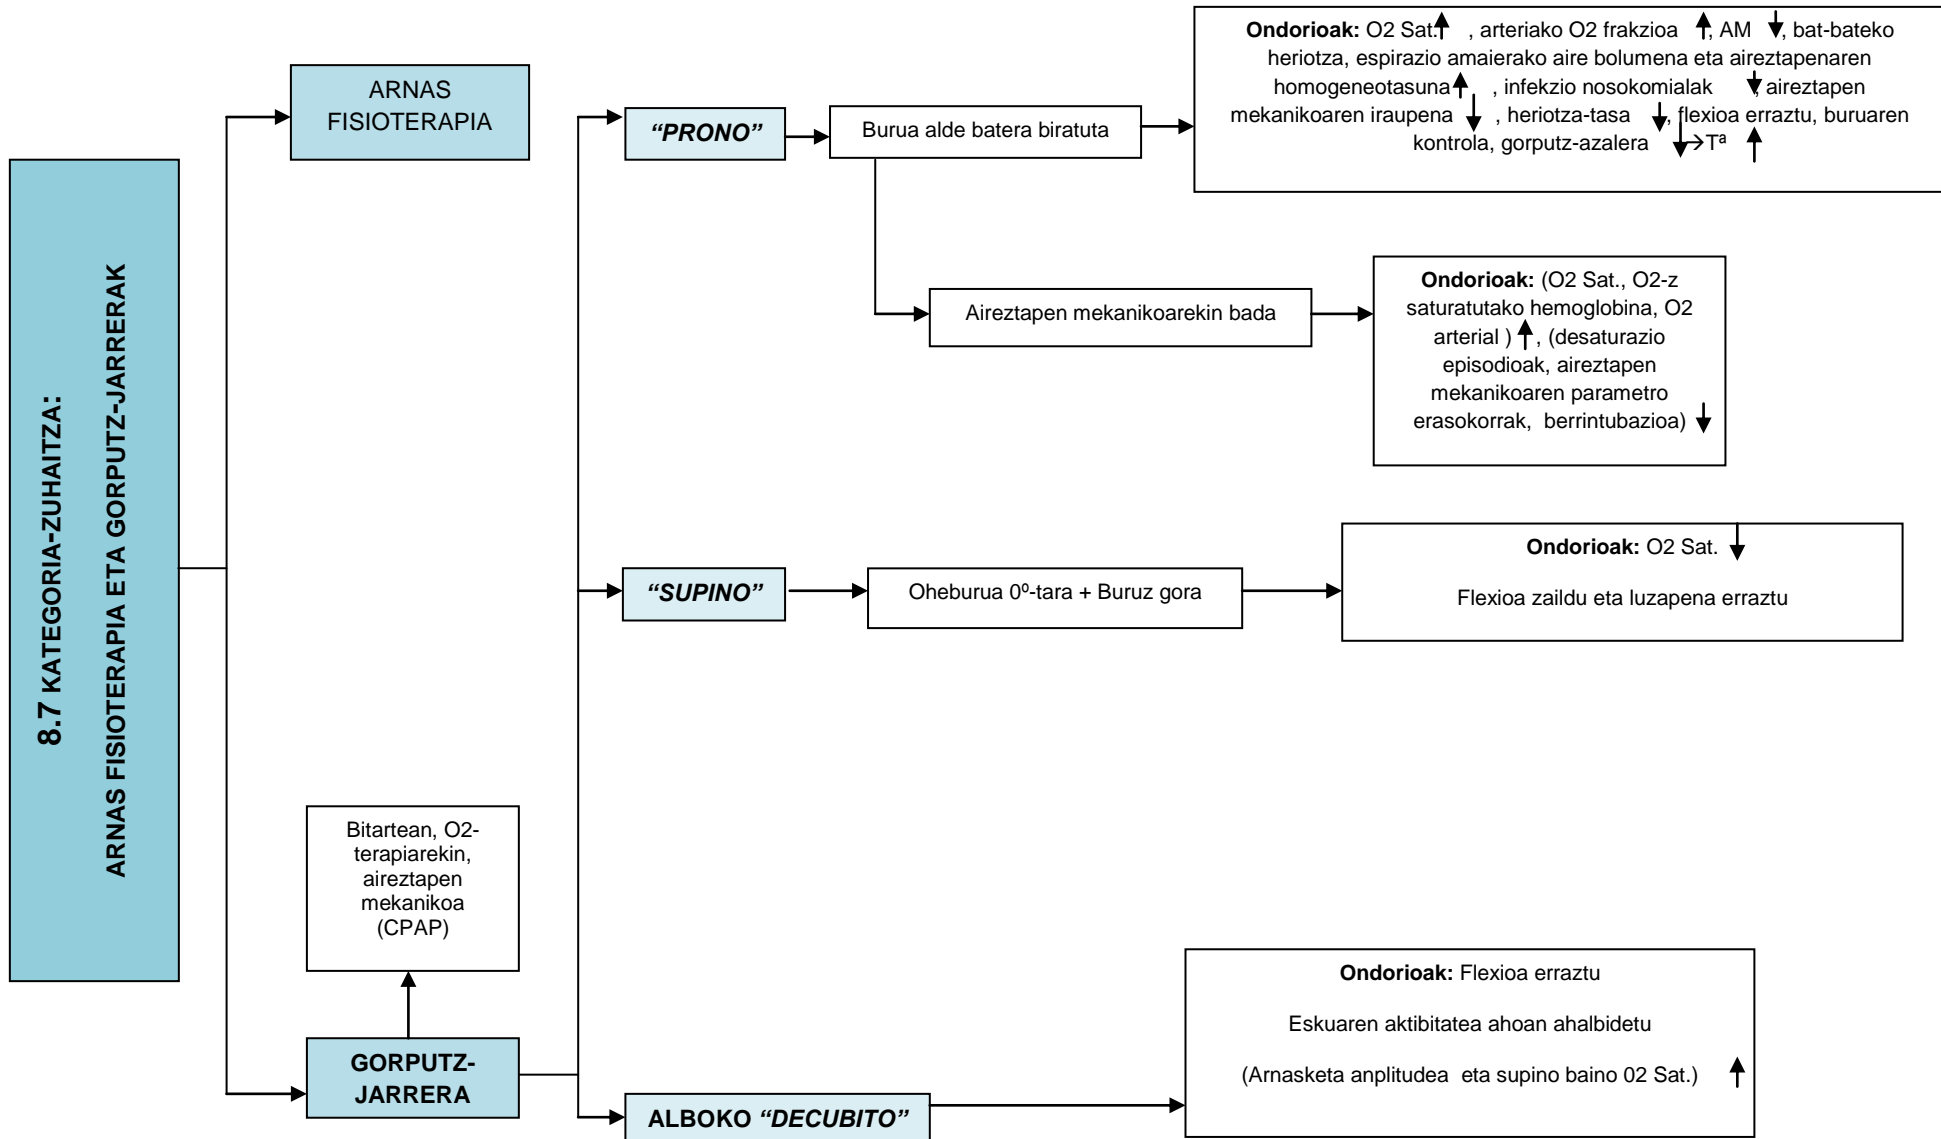 8.7 KATEGORIA-ZUHAITZA:
ARNAS FISIOTERAPIA ETA GORPUTZ-JARRERAK
ARNAS
FISIOTERAPIA
Bitartean, O2-
terapiarekin,
aireztapen
mekanikoa
(CPAP)
GORPUTZ-
JARRERA
“PRONO”
Burua alde batera biratuta
Ondorioak: O2 Sat.↑ , arteriako O2 frakzioa ↑, AM ↓, bat-bateko
heriotza, espirazio amaierako aire bolumena eta aireztapenaren
homogeneotasuna↑ , infekzio nosokomialak ↓, aireztapen
mekanikoaren iraupena ↓ , heriotza-tasa ↓, flexioa erraztu, buruaren
kontrola, gorputz-azalera ↓→Tª ↑
Aireztapen mekanikoarekin bada
Ondorioak: (O2 Sat., O2-z
saturatutako hemoglobina, O2
arterial )↑, (desaturazio
episodioak, aireztapen
mekanikoaren parametro
erasokorrak, berrintubazioa) ↓
“SUPINO”
Oheburua 0º-tara + Buruz gora
Ondorioak: O2 Sat. ↓
Flexioa zaildu eta luzapena erraztu
ALBOKO “DECUBITO”
Ondorioak: Flexioa erraztu
Eskuaren aktibitatea ahoan ahalbidetu
(Arnasketa anplitudea eta supino baino 02 Sat.) ↑